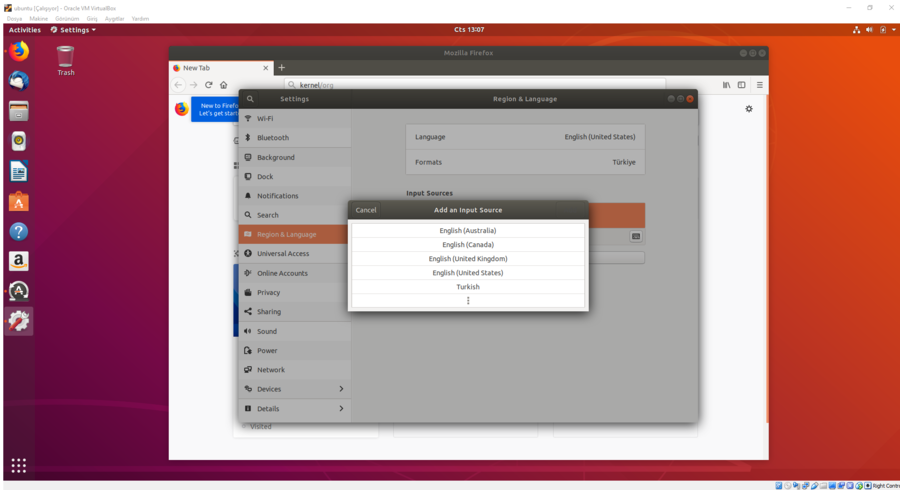 ubuntu [Çalışıyor] - Oracle VM VirtualBox
Dosya Makine Görünüm Giriş Aygıtlar Yardım
Activities Settings Cts 13:07
Trash
Mozilla Firefox
New Tab
kernel/org
New to Firefo
Let's get start
Settings
Region & Language
Wi-Fi
Bluetooth
Background
Dock
Notifications
Search
Region & Language
Universal Access
Online Accounts
Privacy
Sharing
Sound
Power
Network
Devices
Details
Language English (United States)
Formats Türkiye
Input Sources
Cancel Add an Input Source
English (Australia)
English (Canada)
English (United Kingdom)
English (United States)
Turkish
Visited
Right Contro